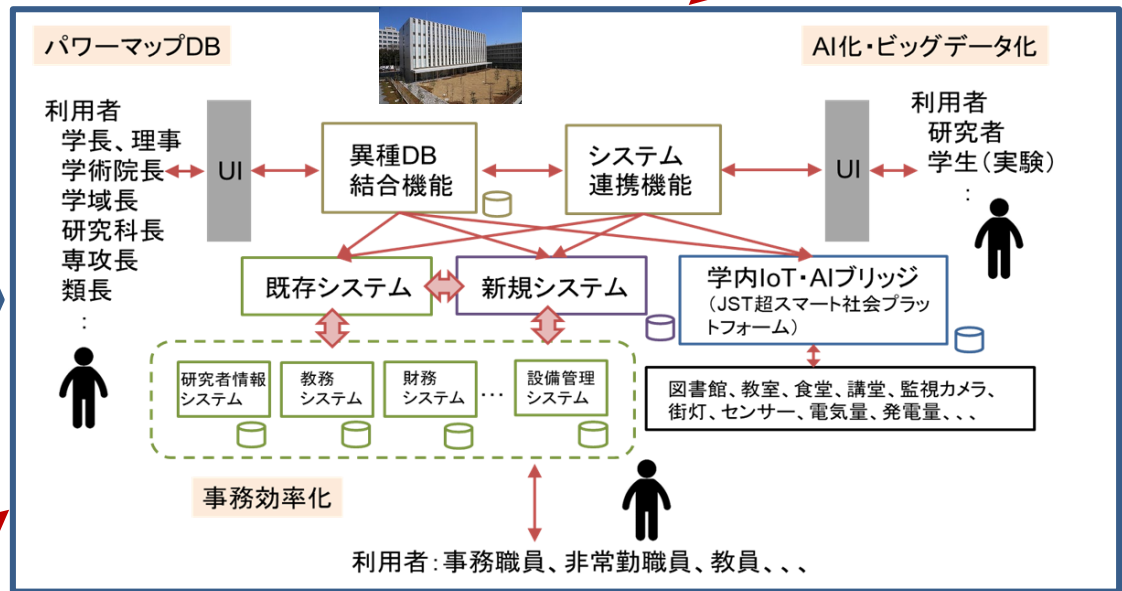 パワーマップDB
AI化・ビッグデータ化
利用者
学長、理事
学術院長
学域長
研究科長
専攻長
類長
：
UI
異種DB
結合機能
システム
連携機能
UI
利用者
研究者
学生（実験）
：
既存システム
新規システム
学内IoT・AIブリッジ
（JST超スマート社会プラッ
トフォーム）
研究者情報
システム
教務
システム
財務
システム
…
設備管理
システム
図書館、教室、食堂、講堂、監視カメラ、
街灯、センサー、電気量、発電量、、、
事務効率化
利用者：事務職員、非常勤職員、教員、、、